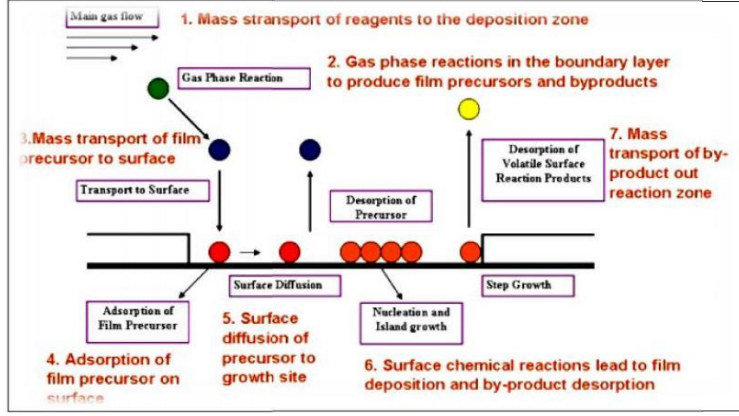 Main gas flow
1. Mass stransport of reagents to the deposition zone
2. Gas phase reactions in the boundary layer
to produce film precursors and byproducts
Gas Phase Reaction
3.Mass transport of film
precursor to surface
7. Mass
transport of by-
product out
reaction zone
Desorption of
Volatile Surface
Reaction Products
Transport to Surface
Desorption of
Precursor
Surface Diffusion
Step Growth
Adsorption of
Film Precursor
Nucleation and
Island growth
5. Surface
diffusion of
precursor to
growth site
4. Adsorption of
film precursor on
surface
6. Surface chemical reactions lead to film
deposition and by-product desorption